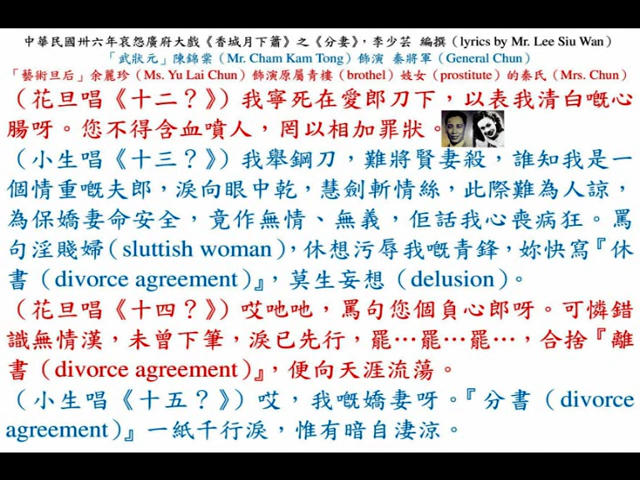 中華民國卅六年哀怨廣府大戲《香城月下蕭》之《分妻》，李少芸 編撰（lyrics by Mr. Lee Siu Wan）
「武狀元」陳錦棠（Mr. Cham Kam Tong）飾演 秦將軍（General Chun）
「藝術旦后」余麗珍（Ms. Yu Lai Chun）飾演原屬青樓（brothel）妓女（prostitute）的秦氏（Mrs. Chun）
（花旦唱《十二？》）我寧死在愛郎刀下，以表我清白嘅心
腸呀。您不得含血噴人，罔以相加罪狀。
（小生唱《十三？》）我舉鋼刀，難將賢妻殺，誰知我是一
個情重嘅夫郎，淚向眼中乾，慧劍斬情絲，此際難為人諒，
為保嬌妻命安全，竟作無情、無義，佢話我心喪病狂。罵
句淫賤婦（sluttish woman），休想污辱我嘅青鋒，妳快寫『休
書（divorce agreement）』，莫生妄想（delusion）。
（花旦唱《十四？》）哎吔吔，罵句您個負心郎呀。可憐錯
識無情漢，未曾下筆，淚已先行，罷…罷…罷…，合捨『離
書（divorce agreement）』，便向天涯流蕩。
（小生唱《十五？》）哎，我嘅嬌妻呀。『分書（divorce
agreement）』一紙千行淚，惟有暗自淒涼。